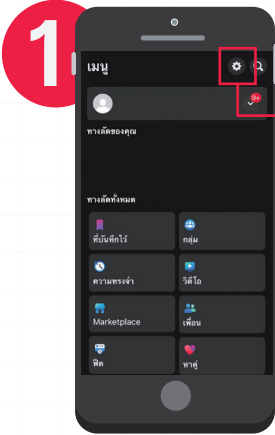 1
เมนู
9+
ทางลัดของคุณ
ทางลัดทั้งหมด
ที่บันทึกไว้
กลุ่ม
ความทรงจำ
วิดีโอ
Marketplace
เพื่อน
ฟีด
หาคู่